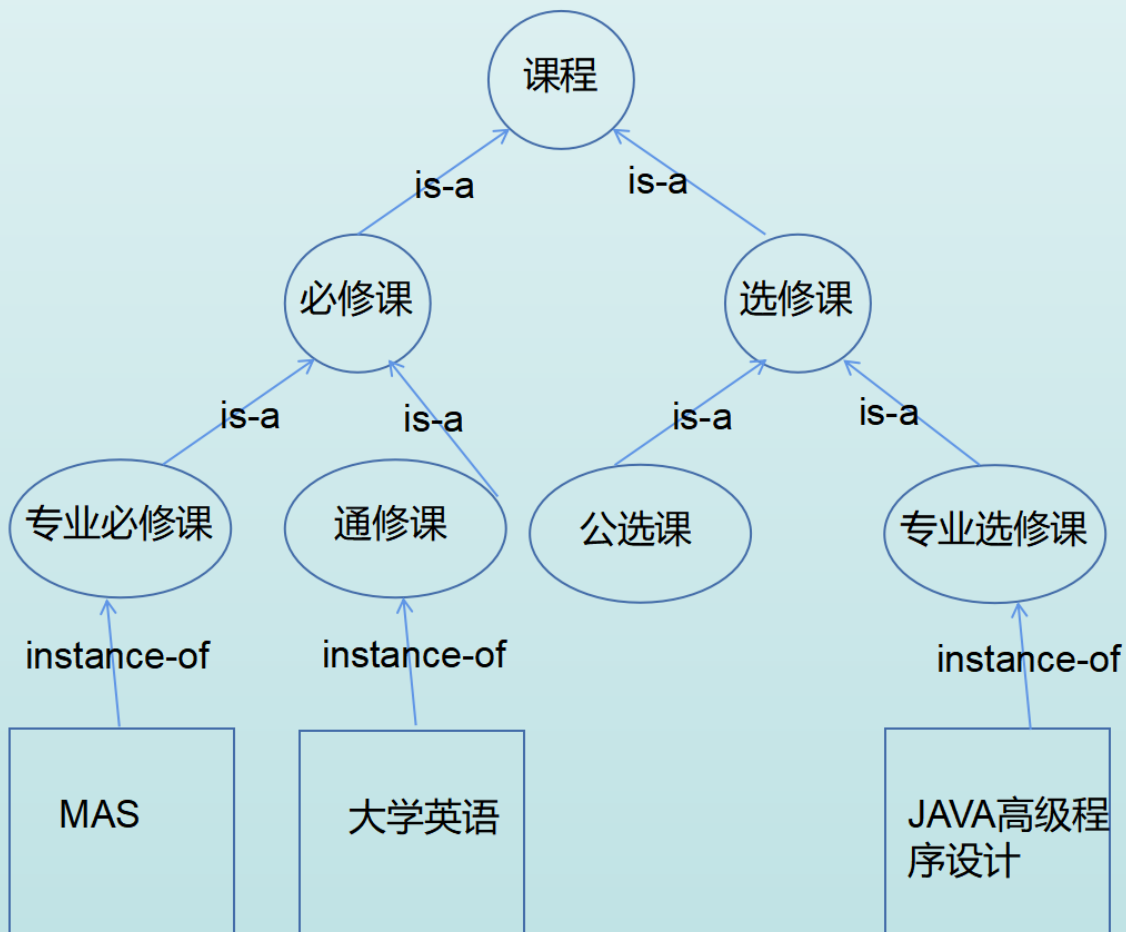 课程
is-a
is-a
必修课
选修课
is-a
is-a
is-a
is-a
专业必修课
通修课
公选课
专业选修课
instance-of
instance-of
instance-of
MAS
大学英语
JAVA高级程
序设计